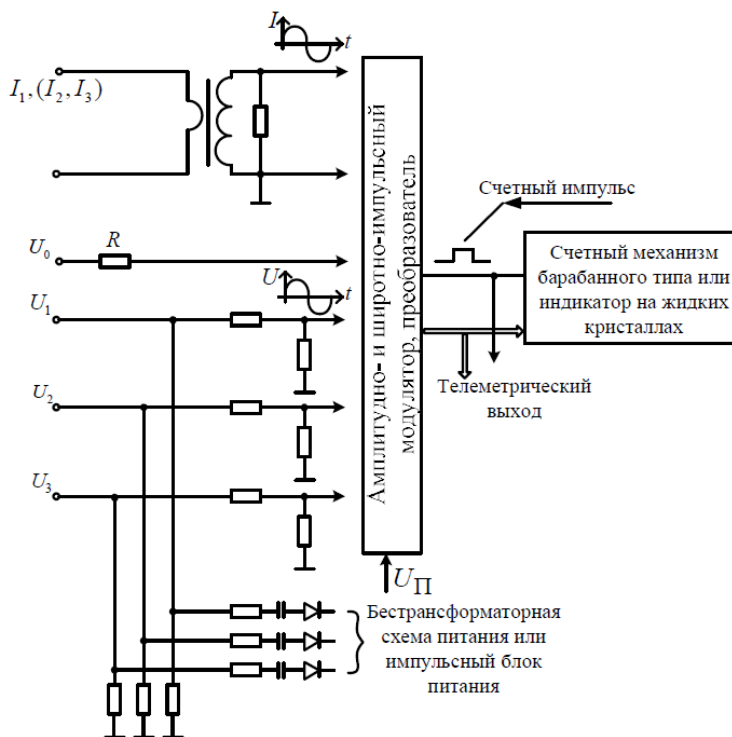 I
t
I₁,(I₂,I₃)
Счетный импульс
U₀
R
Амплитудно- и широтно-импульсный
модулятор, преобразователь
Счетный механизм
барабанного типа или
индикатор на жидких
кристаллах
U
t
U₁
Телеметрический
выход
U₂
U₃
U_П
Бестрансформаторная
схема питания или
импульсный блок
питания